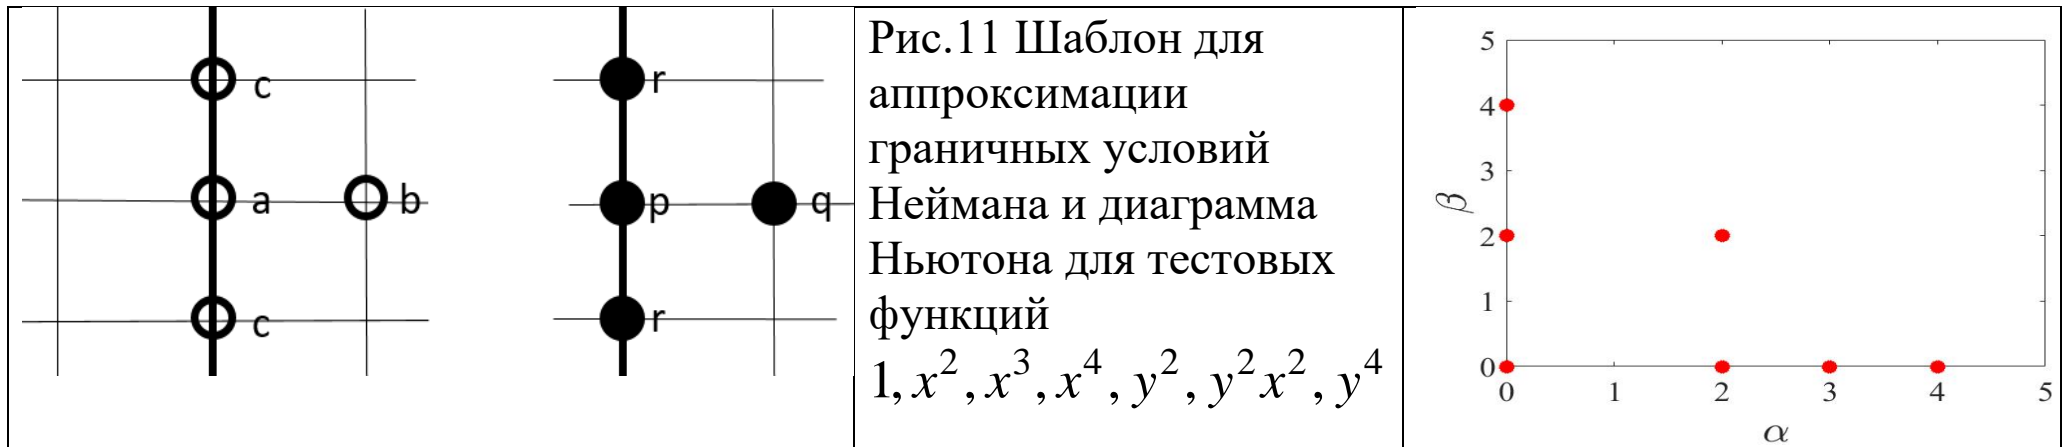 c
a
b
c
r
p
q
r
Рис.11 Шаблон для
аппроксимации
граничных условий
Неймана и диаграмма
Ньютона для тестовых
функций
1, x², x³, x⁴, y², y²x², y⁴
5
4
3
2
1
0
β
0 1 2 3 4 5
α